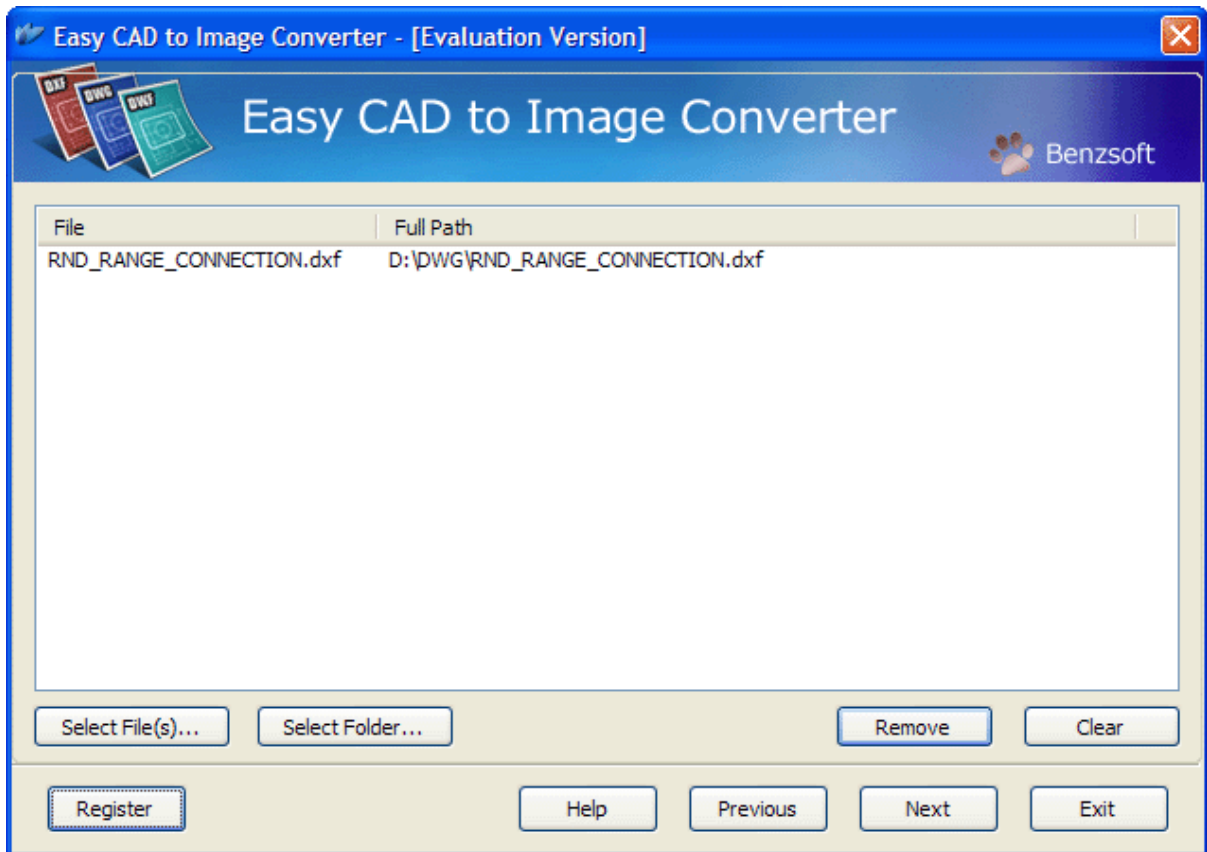 Easy CAD to Image Converter - [Evaluation Version]
DXF DWG DWF
Easy CAD to Image Converter
Benzsoft
File Full Path
RND_RANGE_CONNECTION.dxf D:\DWG\RND_RANGE_CONNECTION.dxf
Select File(s)... Select Folder... Remove Clear
Register Help Previous Next Exit